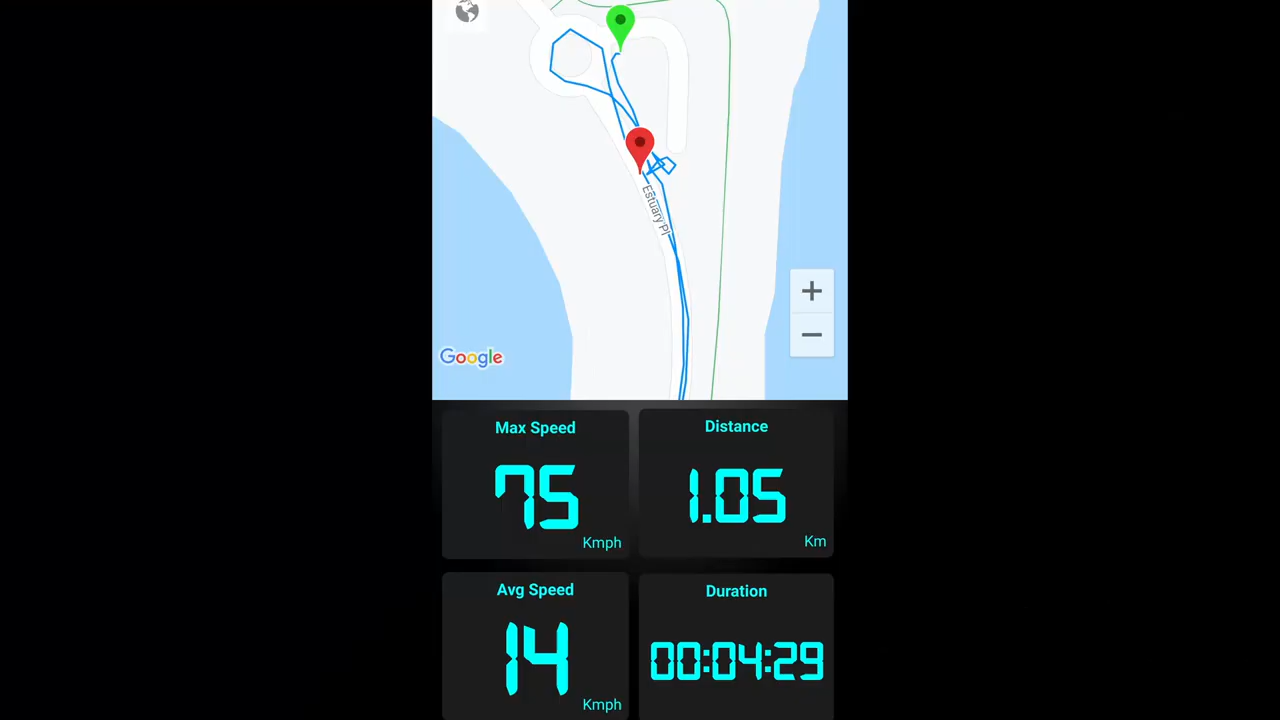 Estuary Pl
+
−
Google
Max Speed
75
Kmph
Distance
1.05
Km
Avg Speed
14
Kmph
Duration
00:04:29